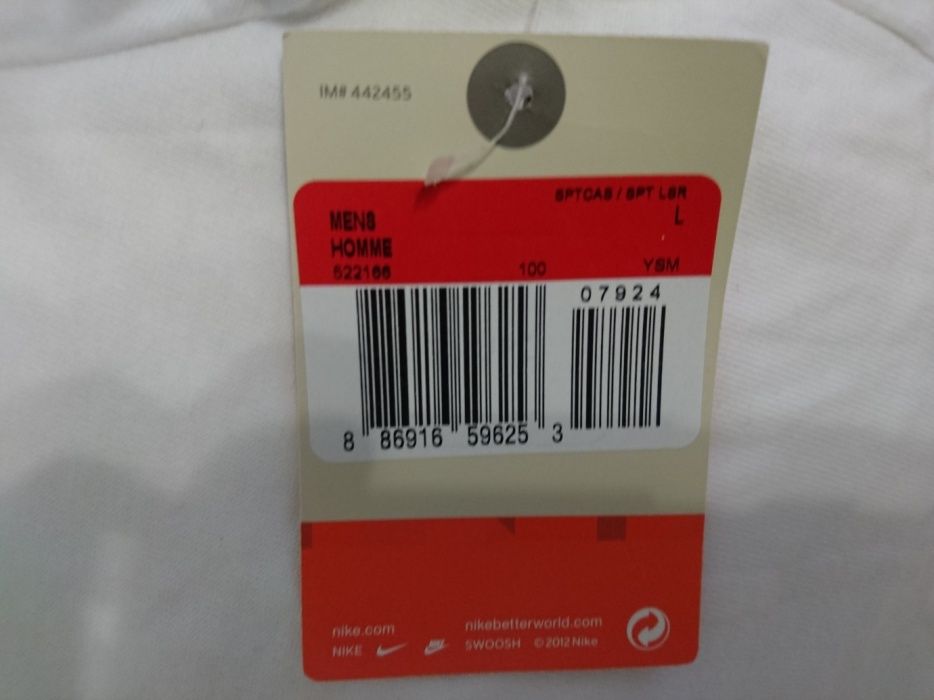 IM# 442455
SPTCAS / SPT LSR
MENS L
HOMME
522166 100 YSM
07924
8 86916 59625 3
nike.com nikebetterworld.com
NIKE SWOOSH ©2012 Nike